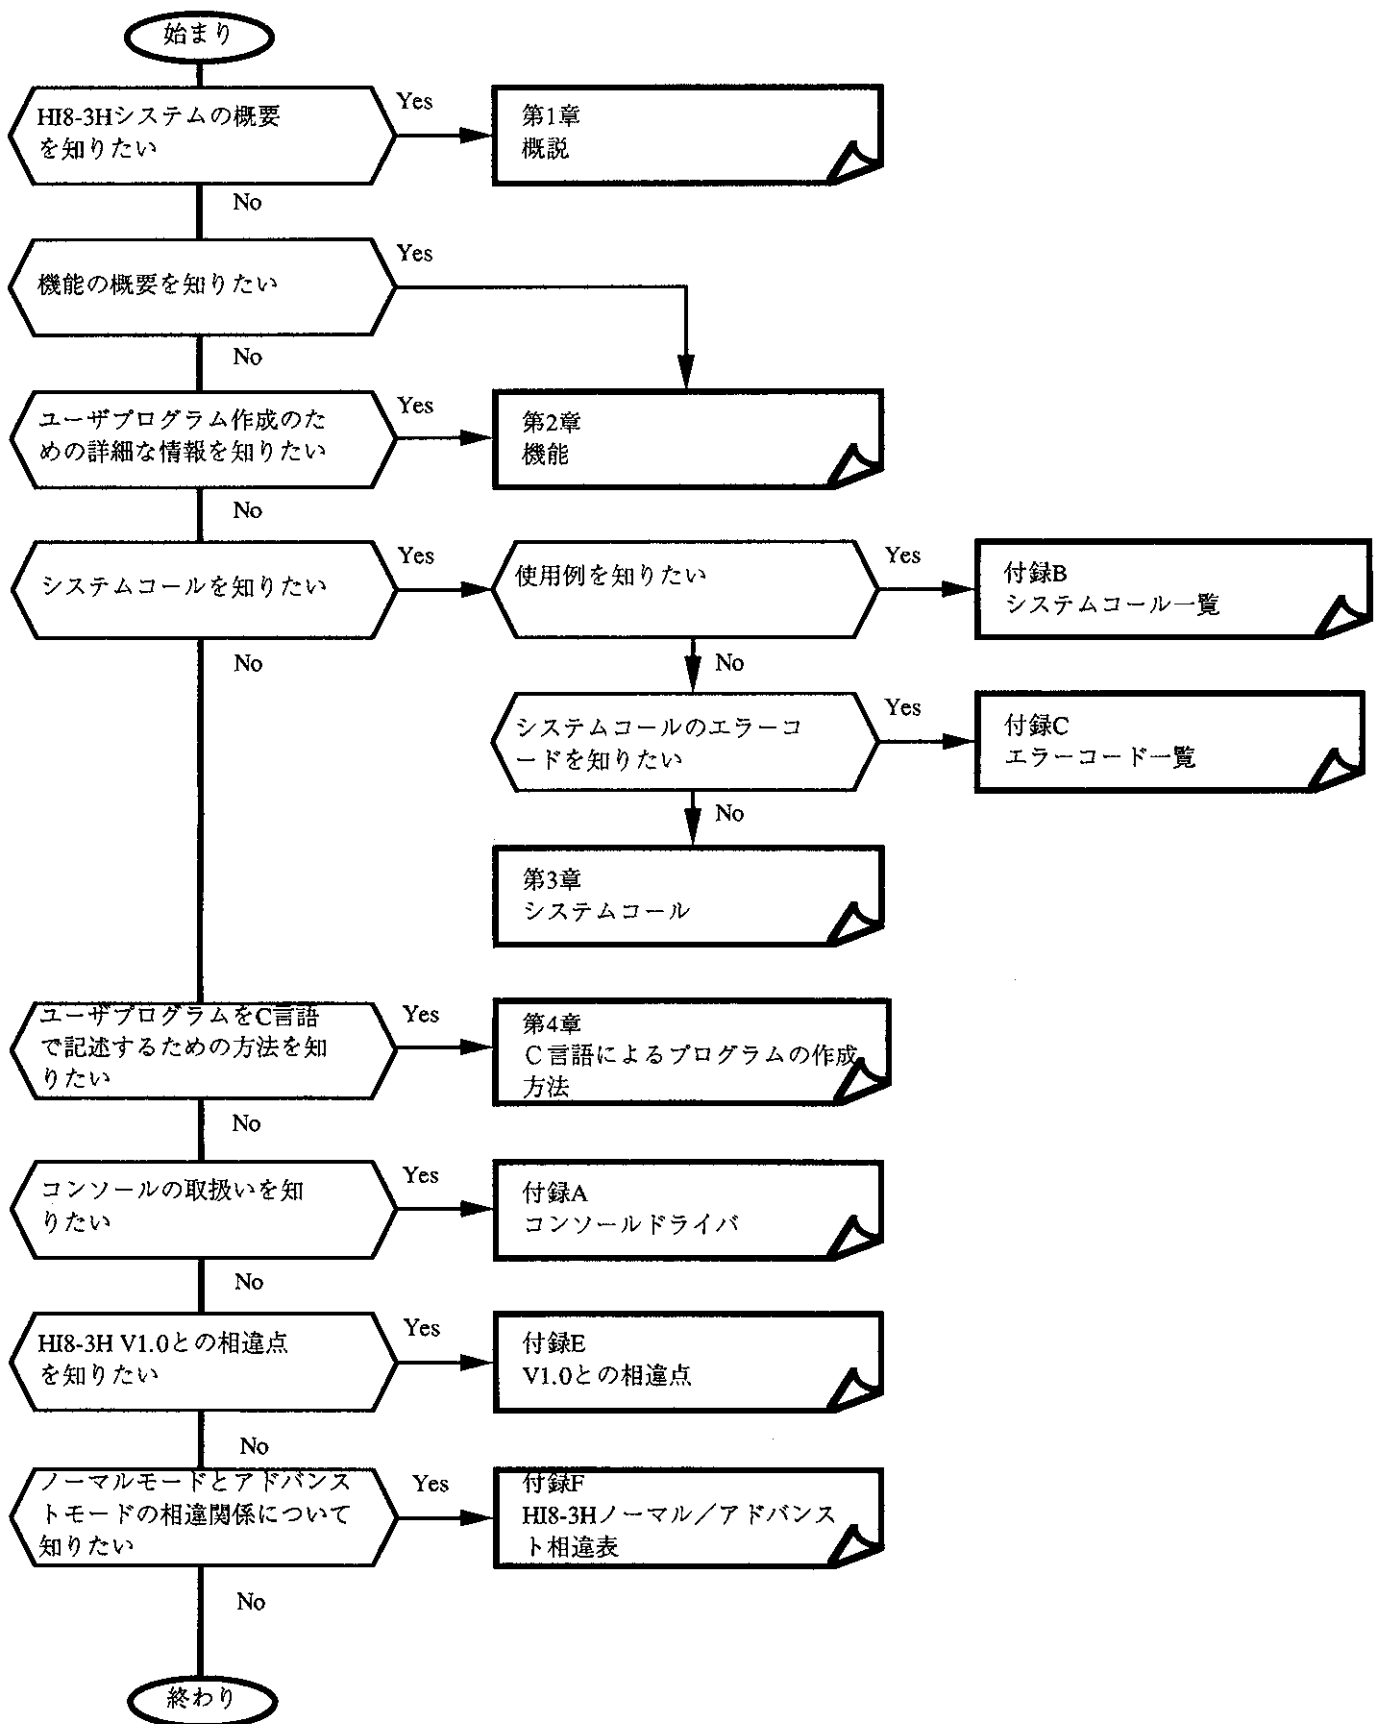 始まり
HI8-3Hシステムの概要
を知りたい
Yes
第1章
概説
No
機能の概要を知りたい
Yes
No
ユーザプログラム作成のた
めの詳細な情報を知りたい
Yes
第2章
機能
No
システムコールを知りたい
Yes
使用例を知りたい
Yes
付録B
システムコール一覧
No
No
システムコールのエラーコ
ードを知りたい
Yes
付録C
エラーコード一覧
No
第3章
システムコール
ユーザプログラムをC言語
で記述するための方法を知
りたい
Yes
第4章
C言語によるプログラムの作成
方法
No
コンソールの取扱いを知
りたい
Yes
付録A
コンソールドライバ
No
HI8-3H V1.0との相違点
を知りたい
Yes
付録E
V1.0との相違点
No
ノーマルモードとアドバンス
トモードの相違関係について
知りたい
Yes
付録F
HI8-3Hノーマル／アドバンス
ト相違表
No
終わり